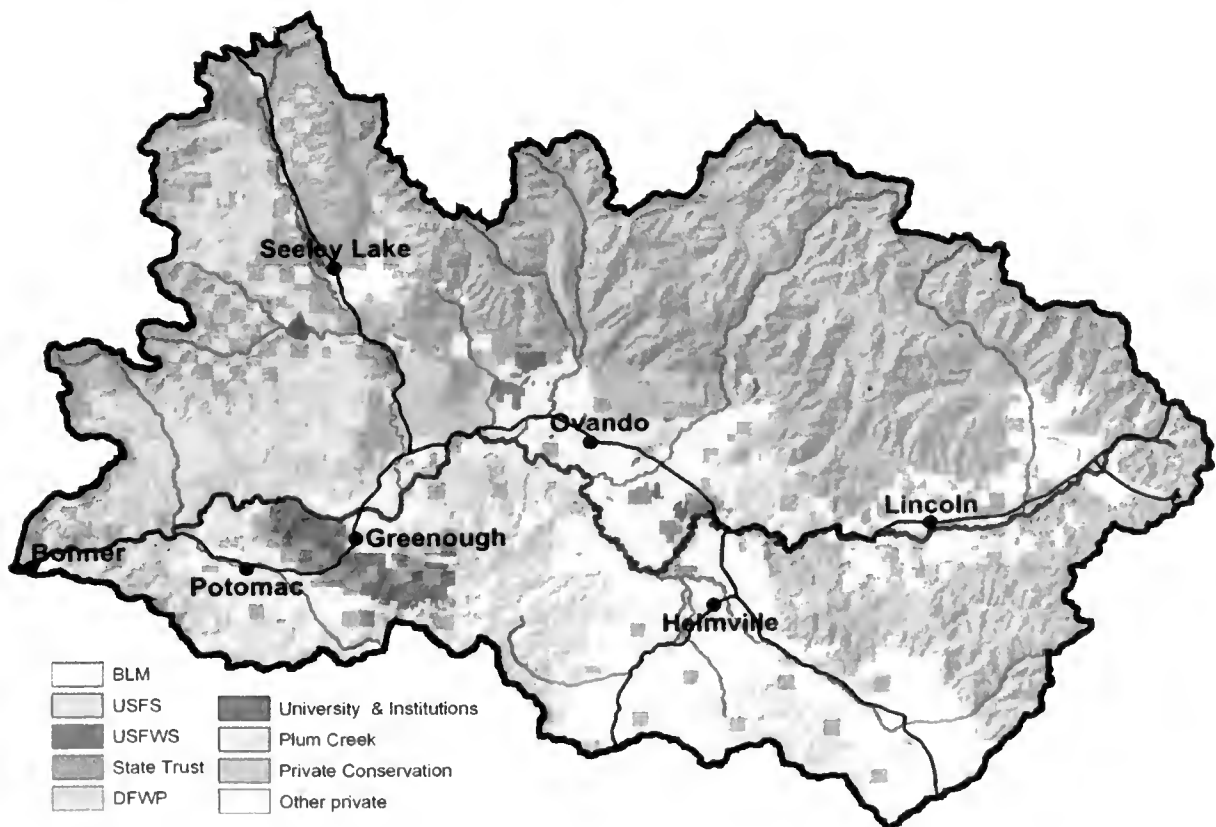 Seeley Lake
Ovando
Lincoln
Greenough
Bonner
Potomac
Helmville
BLM
USFS
USFWS
State Trust
DFWP
University & Institutions
Plum Creek
Private Conservation
Other private